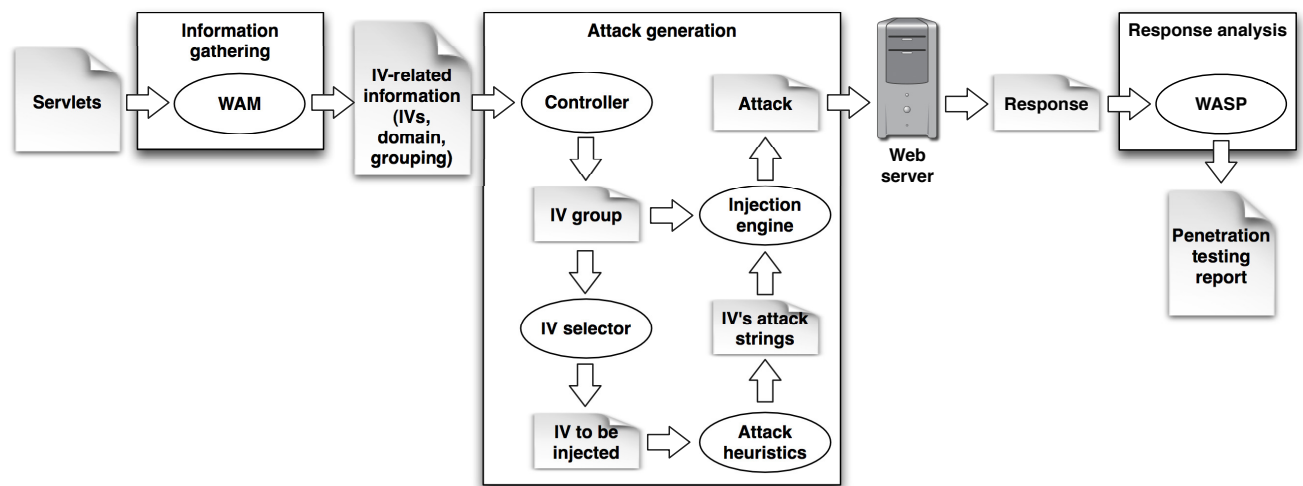 Servlets
Information
gathering
WAM
IV-related
information
(IVs,
domain,
grouping)
Attack generation
Controller
IV group
IV selector
IV to be
injected
Attack
heuristics
IV's attack
strings
Injection
engine
Attack
Web
server
Response
Response analysis
WASP
Penetration
testing
report